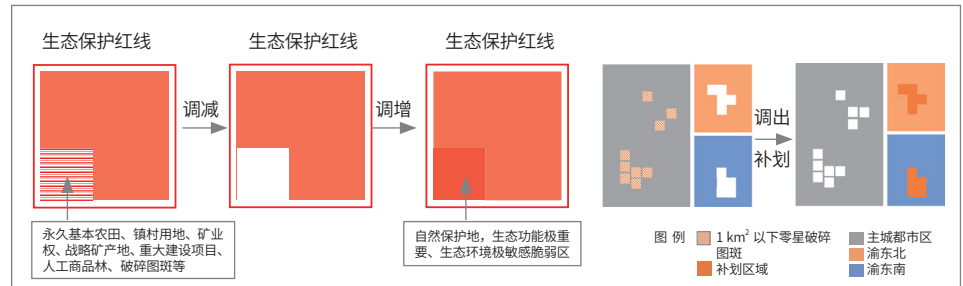 生态保护红线
生态保护红线
生态保护红线
调减
调增
调出
补划
永久基本农田、镇村用地、矿业
权、战略矿产地、重大建设项目、
人工商品林、破碎图斑等
自然保护地，生态功能极重
要、生态环境极敏感脆弱区
图 例
1 km² 以下零星破碎
图斑
补划区域
主城都市区
渝东北
渝东南